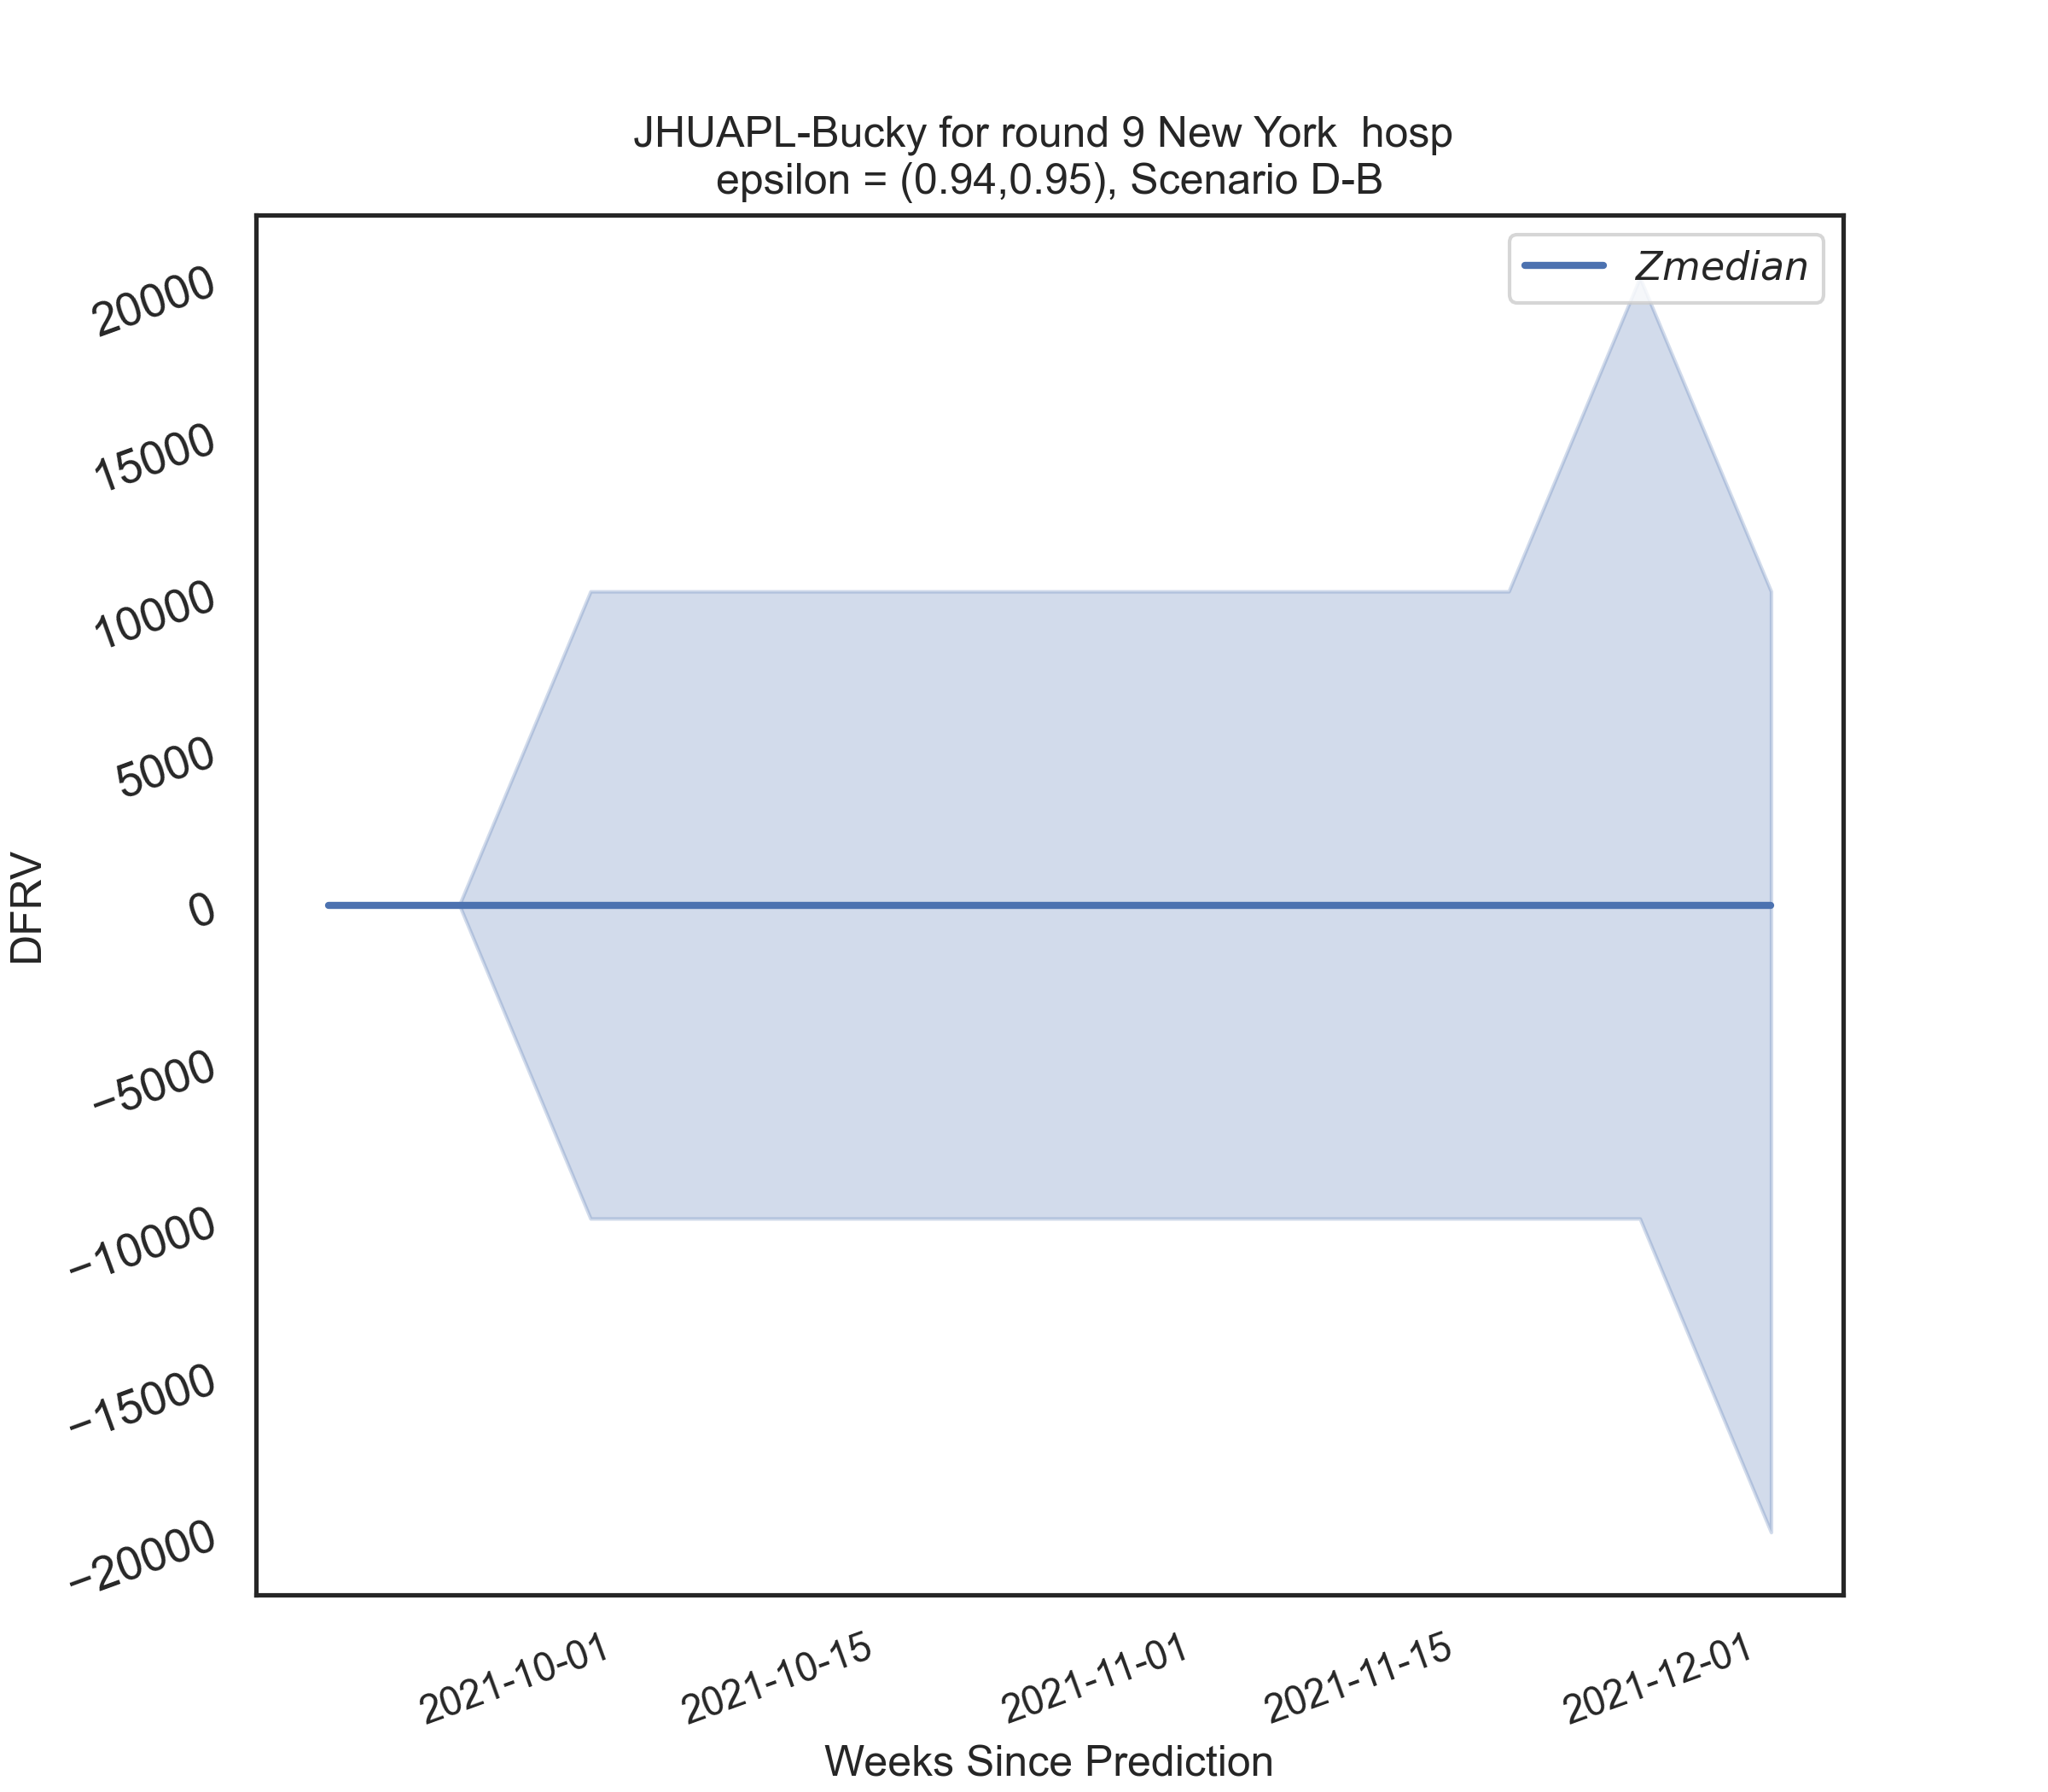 JHUAPL-Bucky for round 9 New York  hosp
epsilon = (0.94,0.95), Scenario D-B
Zmedian
20000
15000
10000
5000
0
−5000
−10000
−15000
−20000
DFRV
2021-10-01
2021-10-15
2021-11-01
2021-11-15
2021-12-01
Weeks Since Prediction